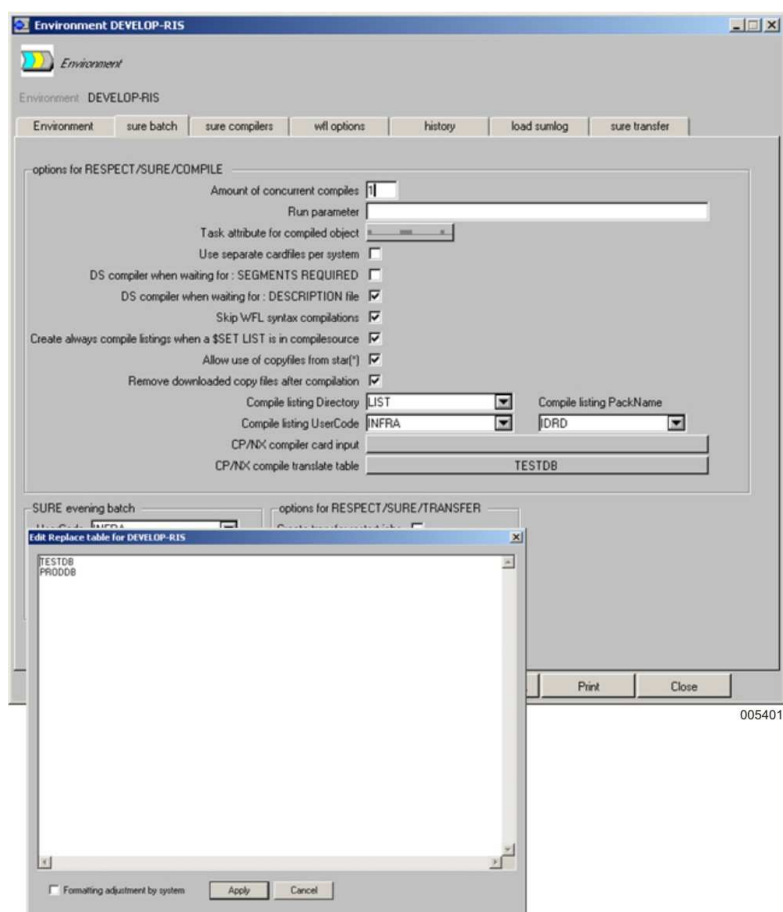 Environment DEVELOP-RIS
Environment
Environment DEVELOP-RIS
Environment sure batch sure compilers wfl options history load sumlog sure transfer
options for RESPECT/SURE/COMPILE
Amount of concurrent compiles 1
Run parameter
Task attribute for compiled object
Use separate cardfiles per system
DS compiler when waiting for : SEGMENTS REQUIRED
DS compiler when waiting for : DESCRIPTION file
Skip WFL syntax compilations
Create always compile listings when a $SET LIST is in compilesource
Allow use of copyfiles from star(*)
Remove downloaded copy files after compilation
Compile listing Directory LIST Compile listing PackName
Compile listing UserCode INFRA IDRD
CP/NX compiler card input
CP/NX compile translate table TESTDB
SURE evening batch options for RESPECT/SURE/TRANSFER
Edit Replace table for DEVELOP-RIS
TESTDB
PRODDB
Print Close
005401
Formatting adjustment by system Apply Cancel